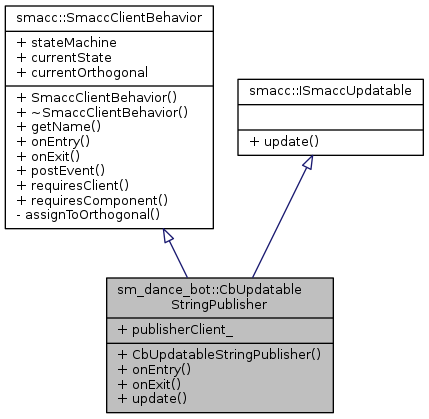 smacc::SmaccClientBehavior
+ stateMachine
+ currentState
+ currentOrthogonal
+ SmaccClientBehavior()
+ ~SmaccClientBehavior()
+ getName()
+ onEntry()
+ onExit()
+ postEvent()
+ requiresClient()
+ requiresComponent()
- assignToOrthogonal()
smacc::ISmaccUpdatable
+ update()
sm_dance_bot::CbUpdatable
StringPublisher
+ publisherClient_
+ CbUpdatableStringPublisher()
+ onEntry()
+ onExit()
+ update()